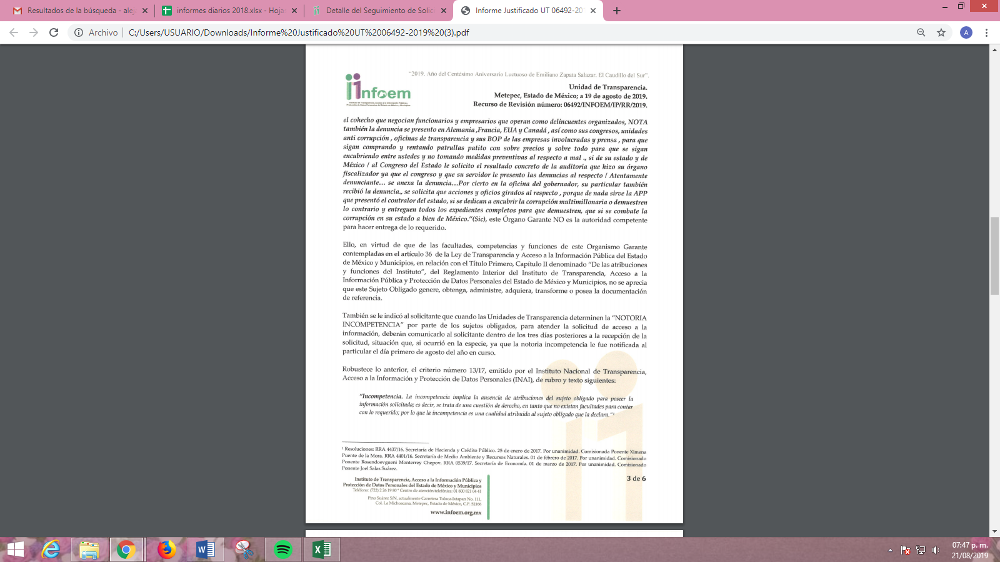 Resultados de la búsqueda - alej
informes diarios 2018.xlsx - Hoja
Detalle del Seguimiento de Solic
Informe Justificado UT 06492-20
Archivo
C:/Users/USUARIO/Downloads/Informe%20Justificado%20UT%2006492-2019%20(3).pdf
A
"2019. Año del Centésimo Aniversario Luctuoso de Emiliano Zapata Salazar. El Caudillo del Sur".
infoem
Instituto de Transparencia, Acceso a la Información Pública y
Protección de Datos Personales del Estado de México y Municipios
Unidad de Transparencia.
Metepec, Estado de México; a 19 de agosto de 2019.
Recurso de Revisión número: 06492/INFOEM/IP/RR/2019.
el cohecho que negocian funcionarios y empresarios que operan como delincuentes organizados, NOTA
también la denuncia se presento en Alemania ,Francia, EUA y Canadá , así como sus congresos, unidades
anti corrupción , oficinas de transparencia y sus BOP de las empresas involucradas y prensa , para que
sigan comprando y rentando patrullas patito con sobre precios y sobre todo para que se sigan
encubriendo entre ustedes y no tomando medidas preventivas al respecto a mal ., si de su estado y de
México / al Congreso del Estado le solicito el resultado concreto de la auditoria que hizo su órgano
fiscalizador ya que el congreso y que su servidor le presento las denuncias al respecto / Atentamente
denunciante... se anexa la denuncia...Por cierto en la oficina del gobernador, su particular también
recibió la denuncia., se solicita que acciones y oficios girados al respecto , porque de nada sirve la APP
que presentó el contralor del estado, si se dedican a encubrir la corrupción multimillonaria o demuestren
lo contrario y entreguen todos los expedientes completos para que demuestren, que si se combate la
corrupción en su estado a bien de México."(Sic), este Órgano Garante NO es la autoridad competente
para hacer entrega de lo requerido.
Ello, en virtud de que de las facultades, competencias y funciones de este Organismo Garante
contempladas en el artículo 36 de la Ley de Transparencia y Acceso a la Información Pública del Estado
de México y Municipios, en relación con el Título Primero, Capítulo II denominado "De las atribuciones
y funciones del Instituto", del Reglamento Interior del Instituto de Transparencia, Acceso a la
Información Pública y Protección de Datos Personales del Estado de México y Municipios, no se aprecia
que este Sujeto Obligado genere, obtenga, administre, adquiera, transforme o posea la documentación
de referencia.
También se le indicó al solicitante que cuando las Unidades de Transparencia determinen la "NOTORIA
INCOMPETENCIA" por parte de los sujetos obligados, para atender la solicitud de acceso a la
información, deberán comunicarlo al solicitante dentro de los tres días posteriores a la recepción de la
solicitud, situación que, si ocurrió en la especie, ya que la notoria incompetencia le fue notificada al
particular el día primero de agosto del año en curso.
Robustece lo anterior, el criterio número 13/17, emitido por el Instituto Nacional de Transparencia,
Acceso a la Información y Protección de Datos Personales (INAI), de rubro y texto siguientes:
"Incompetencia. La incompetencia implica la ausencia de atribuciones del sujeto obligado para poseer la
información solicitada; es decir, se trata de una cuestión de derecho, en tanto que no existan facultades para contar
con lo requerido; por lo que la incompetencia es una cualidad atribuida al sujeto obligado que la declara."¹
¹ Resoluciones: RRA 4437/16. Secretaría de Hacienda y Crédito Público. 25 de enero de 2017. Por unanimidad. Comisionada Ponente Ximena
Puente de la Mora. RRA 4401/16. Secretaría de Medio Ambiente y Recursos Naturales. 01 de febrero de 2017. Por unanimidad. Comisionado
Ponente Rosendoevgueni Monterrey Chepov. RRA 0539/17. Secretaría de Economía. 01 de marzo de 2017. Por unanimidad. Comisionado
Ponente Joel Salas Suárez.
Instituto de Transparencia, Acceso a la Información Pública y
Protección de Datos Personales del Estado de México y Municipios
Teléfono: (722) 2 26 19 80 * Centro de atención telefónica: 01 800 821 04 41
Pino Suárez S/N, actualmente Carretera Toluca-Ixtapan No. 111,
Col. La Michoacana, Metepec, Estado de México, C.P. 52166
www.infoem.org.mx
3 de 6
07:47 p. m.
21/08/2019